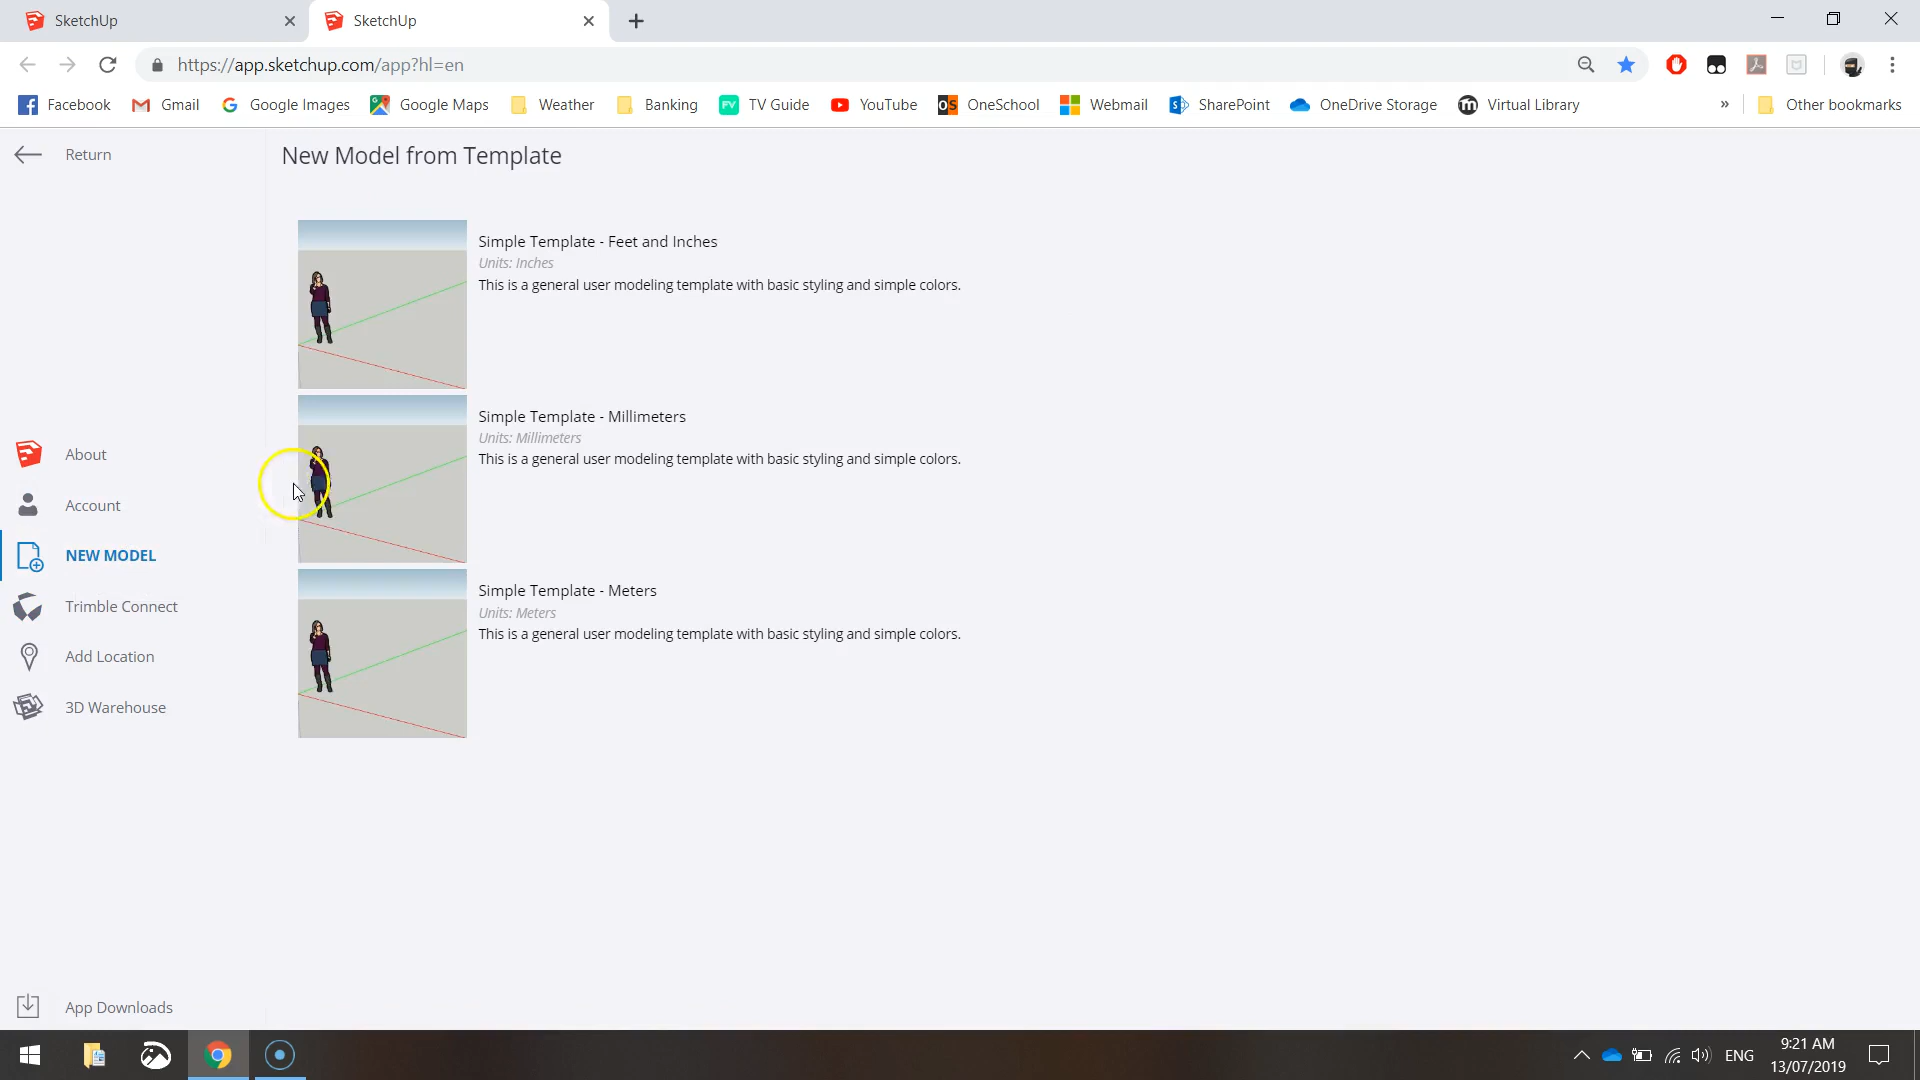 SketchUp
SketchUp
https://app.sketchup.com/app?hl=en
Facebook
Gmail
Google Images
Google Maps
Weather
Banking
TV Guide
YouTube
OneSchool
Webmail
SharePoint
OneDrive Storage
Virtual Library
»
Other bookmarks
Return
New Model from Template
Simple Template - Feet and Inches
Units: Inches
This is a general user modeling template with basic styling and simple colors.
Simple Template - Millimeters
Units: Millimeters
This is a general user modeling template with basic styling and simple colors.
Simple Template - Meters
Units: Meters
This is a general user modeling template with basic styling and simple colors.
About
Account
NEW MODEL
Trimble Connect
Add Location
3D Warehouse
App Downloads
ENG
9:21 AM
13/07/2019